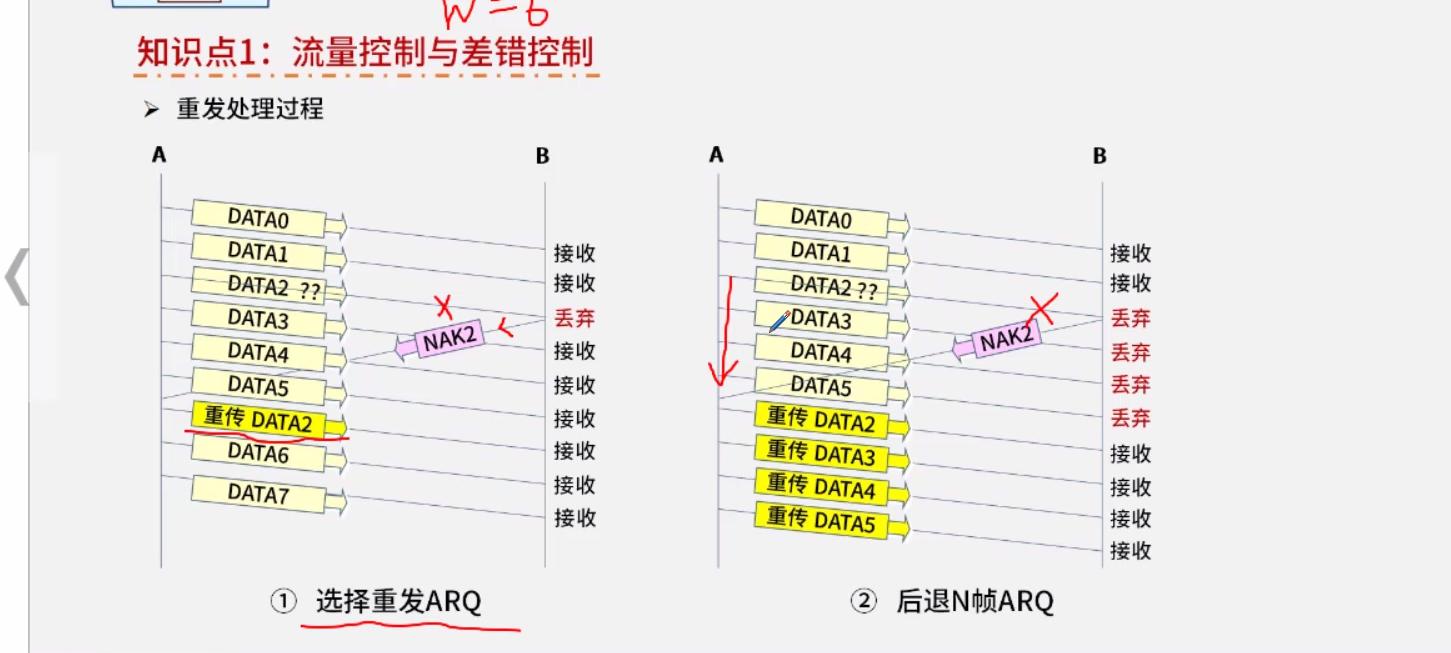 W=6
知识点1：流量控制与差错控制
➢ 重发处理过程
A B
DATA0
DATA1 接收
DATA2 ?? 接收
DATA3 丢弃
NAK2
DATA4 接收
DATA5 接收
重传 DATA2 接收
DATA6 接收
DATA7 接收
接收
① 选择重发ARQ
A B
DATA0
DATA1 接收
DATA2 ?? 接收
DATA3 丢弃
NAK2
DATA4 丢弃
DATA5 丢弃
重传 DATA2 丢弃
重传 DATA3 接收
重传 DATA4 接收
重传 DATA5 接收
接收
② 后退N帧ARQ